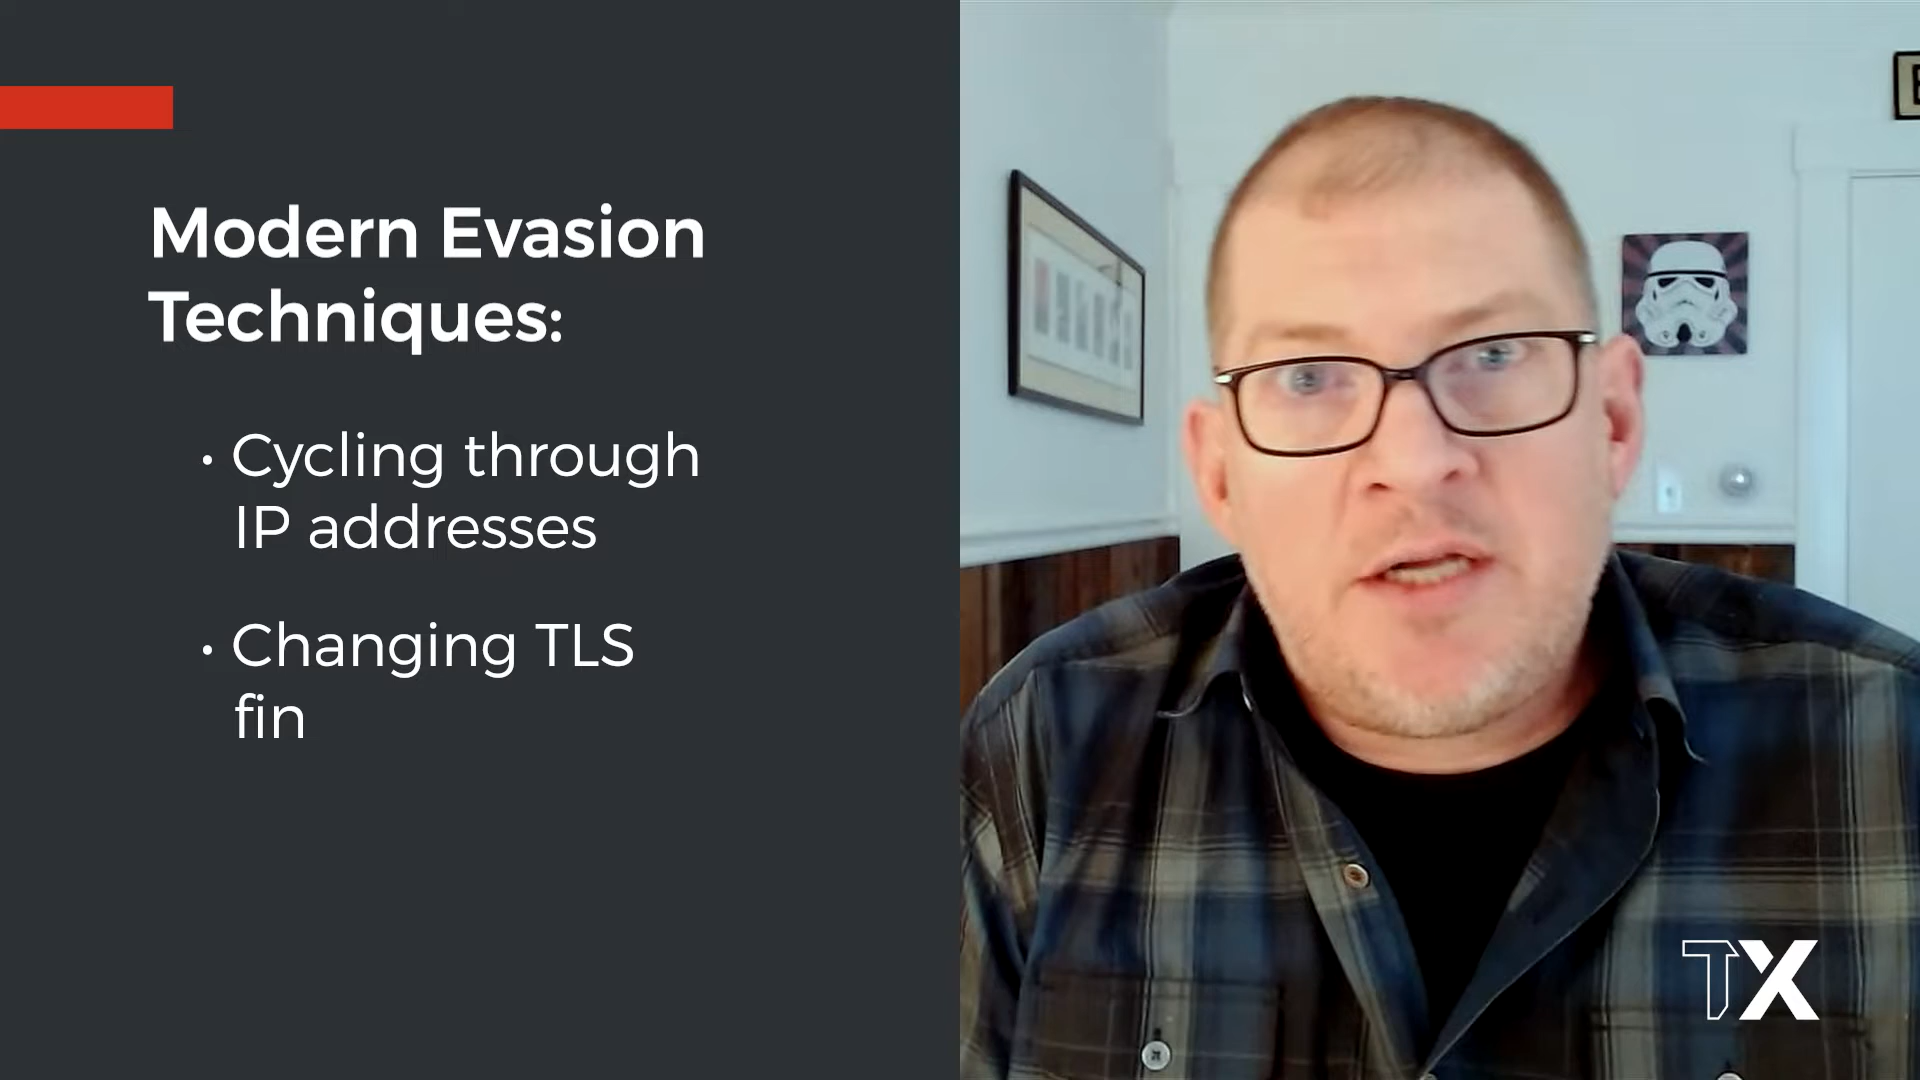 Modern Evasion
Techniques:
• Cycling through
IP addresses
• Changing TLS
fin
TX